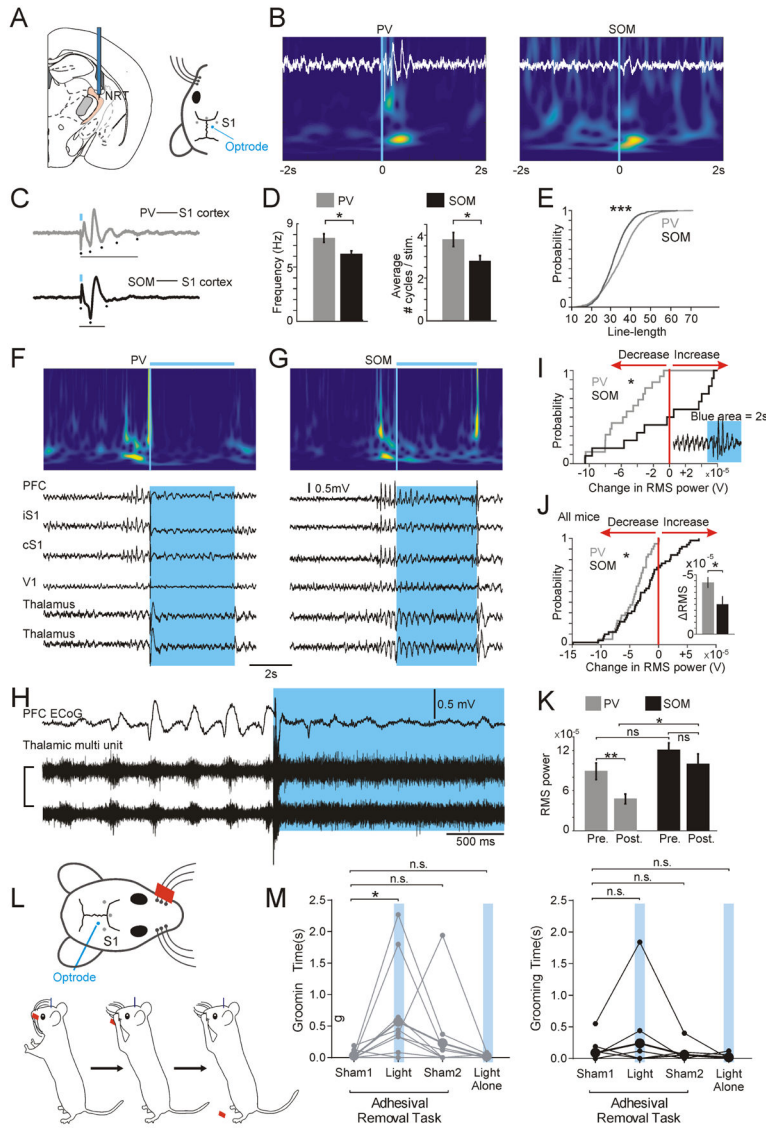 A
NRT
S1
Optrode
B
PV
SOM
-2s
0
2s
-2s
0
2s
C
PV — S1 cortex
SOM — S1 cortex
D
PV
SOM
*
*
Frequency (Hz)
9
6
3
0
Average
# cycles / stim.
4
2
0
E
***
PV
SOM
Probability
1.0
0
10
20
30
40
50
60
70
Line-length
F
PV
G
SOM
PFC
iS1
cS1
V1
Thalamus
Thalamus
0.5mV
2s
I
Decrease
Increase
PV
SOM
*
Blue area = 2s
Probability
1.0
0
-10
-6
-2
0
x10-5
Change in RMS power (V)
J
All mice
Decrease
Increase
PV
SOM
*
x10-5
-5
-4
-3
-2
-1
0
*
ΔRMS
Probability
1.0
0
-15
-10
-5
0
+5
x10-5
Change in RMS power (V)
H
PFC ECoG
0.5 mV
Thalamic multi unit
500 ms
K
PV
SOM
*
ns
ns
**
x10-5
12
6
0
RMS power
Pre.
Post.
Pre.
Post.
L
S1
Optrode
M
n.s.
n.s.
*
Groomin Time(s)
g
2.5
2.0
1.5
1.0
0.5
0.0
Sham1
Light
Sham2
Light
Alone
Adhesival
Removal Task
n.s.
n.s.
n.s.
Grooming Time(s)
2.5
2.0
1.5
1.0
0.5
0.0
Sham1
Light
Sham2
Light
Alone
Adhesival
Removal Task